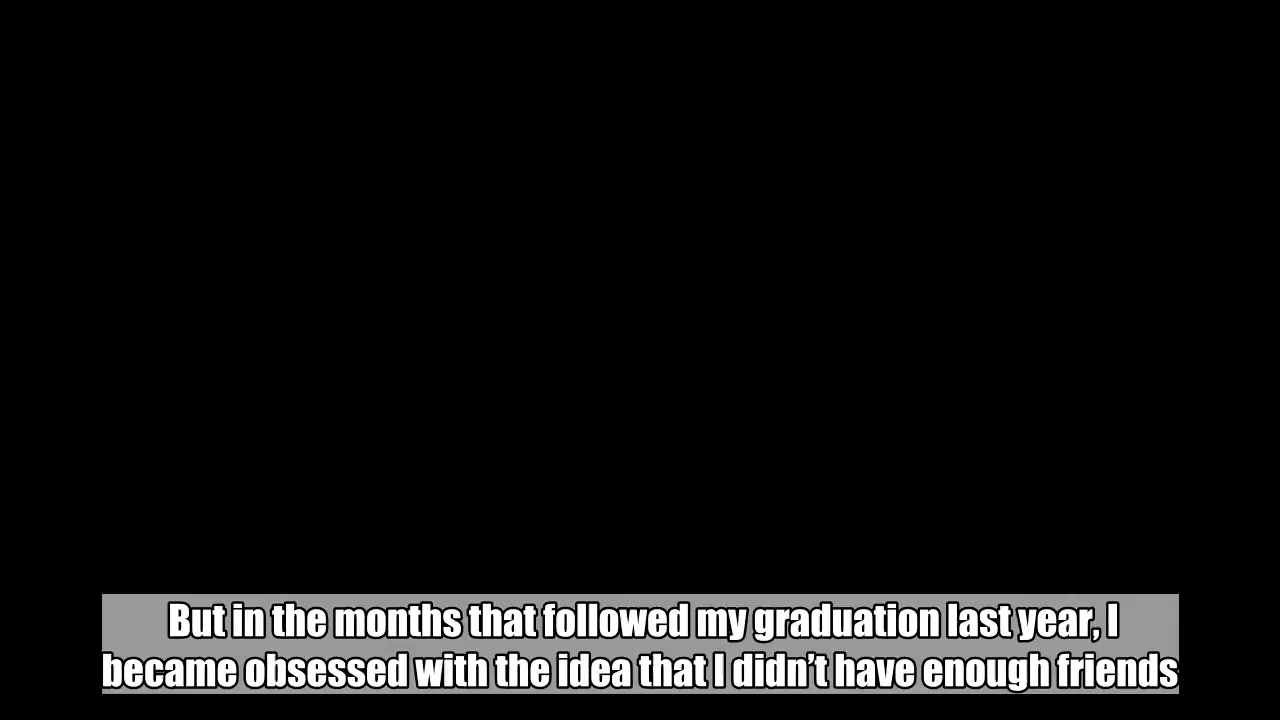 But in the months that followed my graduation last year, I
became obsessed with the idea that I didn’t have enough friends